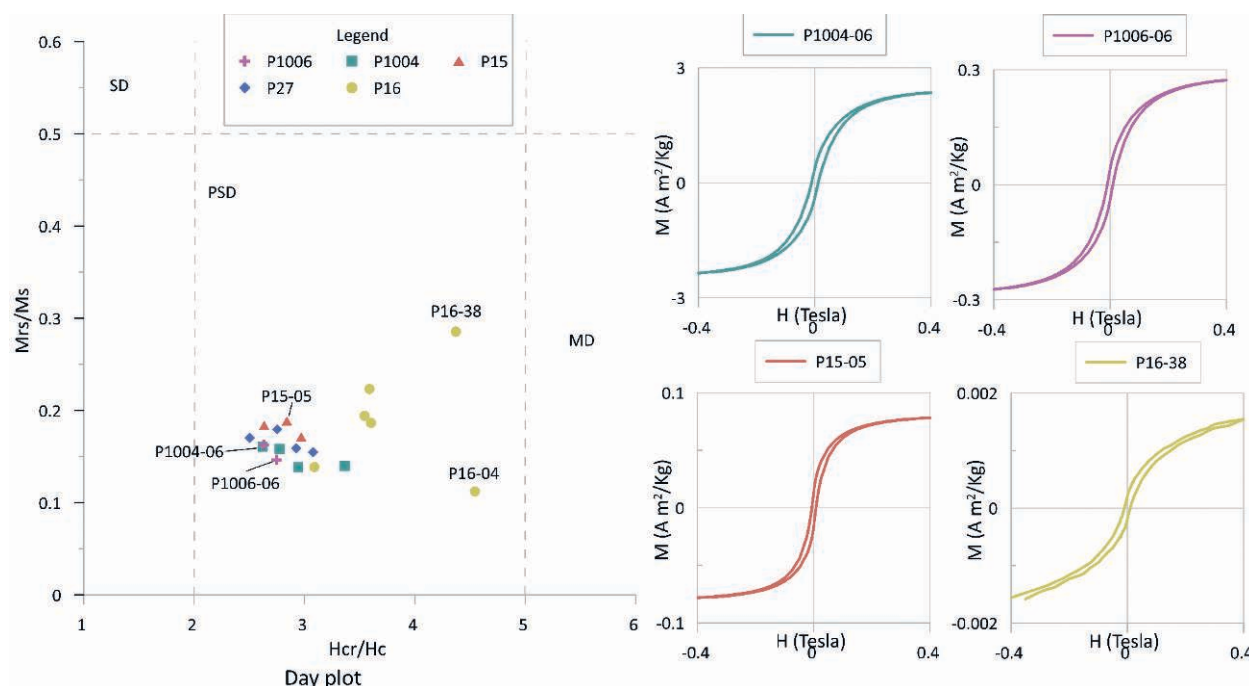 Legend
P1006
P1004
P15
P27
P16
0.6
0.5
0.4
0.3
0.2
0.1
0
Mrs/Ms
SD
PSD
MD
P16-38
P15-05
P1004-06
P1006-06
P16-04
1 2 3 4 5 6
Hcr/Hc
Day plot
P1004-06
M (A m²/Kg)
3
0
-3
-0.4 0 0.4
H (Tesla)
P1006-06
M (A m²/Kg)
0.3
0
-0.3
-0.4 0 0.4
H (Tesla)
P15-05
M (A m²/Kg)
0.1
0
-0.1
-0.4 0 0.4
H (Tesla)
P16-38
M (A m²/Kg)
0.002
0
-0.002
-0.4 0 0.4
H (Tesla)